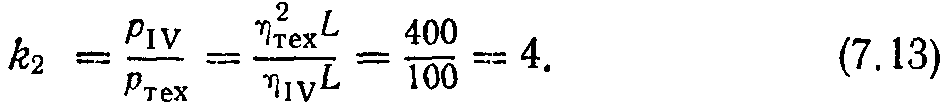 k₂ = p_IV / p_тех = η²_тех L / η_IV L = 400 / 100 = 4. (7.13)